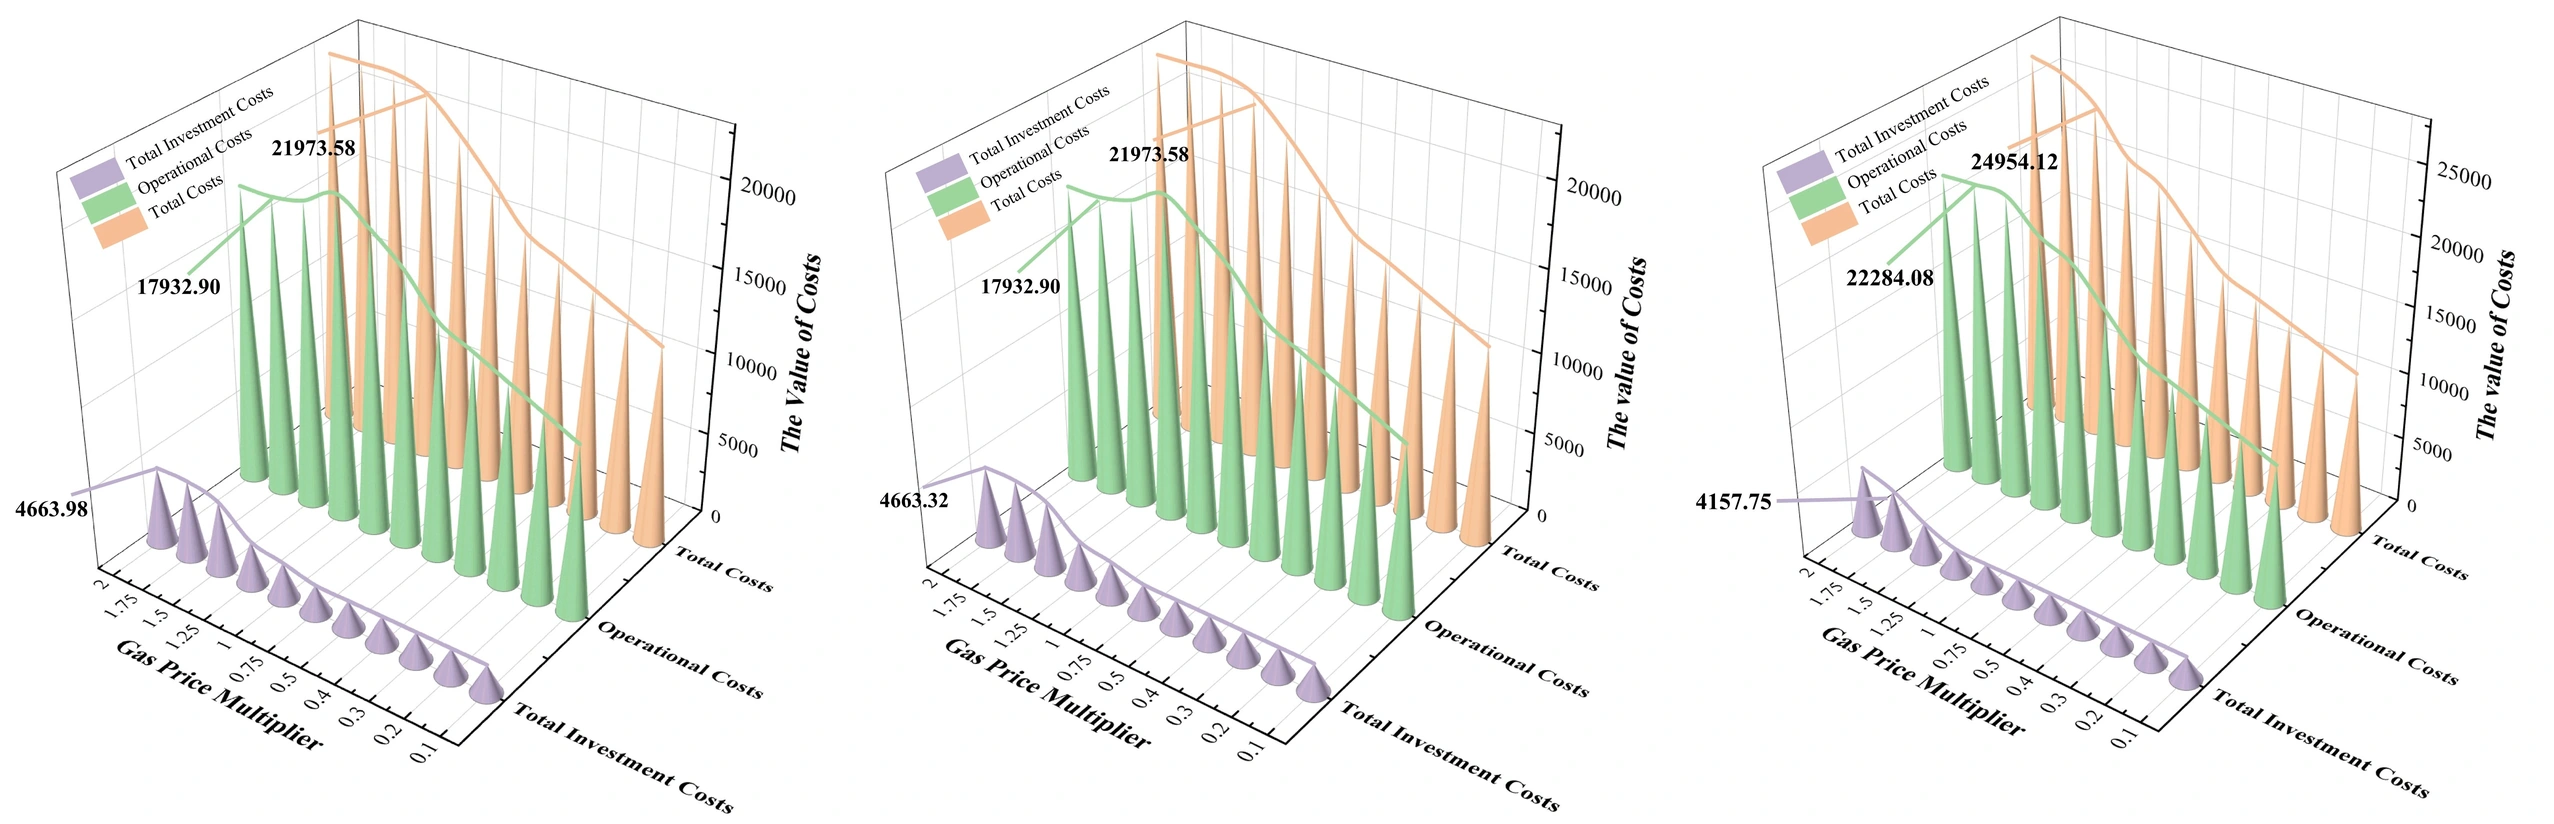 Total Investment Costs
Operational Costs
Total Costs
21973.58
17932.90
4663.98
20000
15000
10000
5000
0
The Value of Costs
2
1.75
1.5
1.25
1
0.75
0.5
0.4
0.3
0.2
0.1
Gas Price Multiplier
Total Costs
Operational Costs
Total Investment Costs
Total Investment Costs
Operational Costs
Total Costs
21973.58
17932.90
4663.32
20000
15000
10000
5000
0
The value of Costs
2
1.75
1.5
1.25
1
0.75
0.5
0.4
0.3
0.2
0.1
Gas Price Multiplier
Total Costs
Operational Costs
Total Investment Costs
Total Investment Costs
Operational Costs
Total Costs
24954.12
22284.08
4157.75
25000
20000
15000
10000
5000
0
The value of Costs
2
1.75
1.5
1.25
1
0.75
0.5
0.4
0.3
0.2
0.1
Gas Price Multiplier
Total Costs
Operational Costs
Total Investment Costs